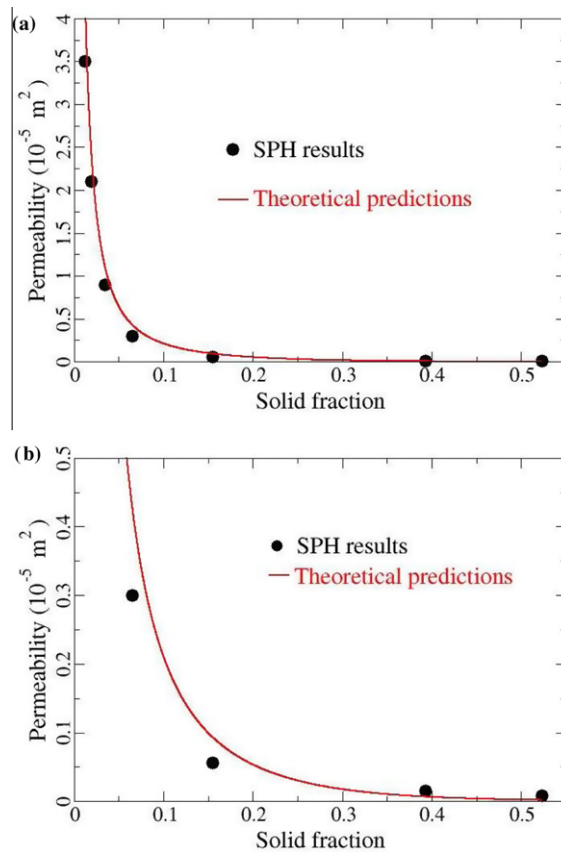 (a)
4
3.5
3
2.5
2
1.5
1
0.5
0
Permeability (10⁻⁵ m²)
SPH results
Theoretical predictions
0 0.1 0.2 0.3 0.4 0.5
Solid fraction
(b)
0.5
0.4
0.3
0.2
0.1
0
Permeability (10⁻⁵ m²)
SPH results
Theoretical predictions
0 0.1 0.2 0.3 0.4 0.5
Solid fraction